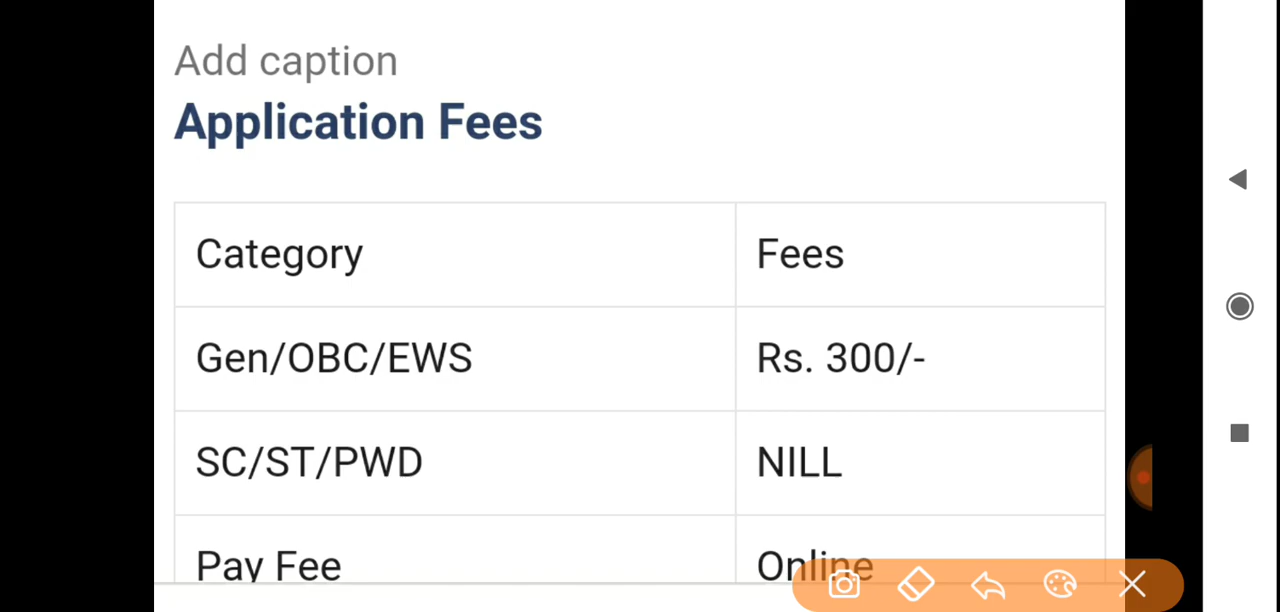 Add caption
Application Fees
Category Fees
Gen/OBC/EWS Rs. 300/-
SC/ST/PWD NILL
Pay Fee Online